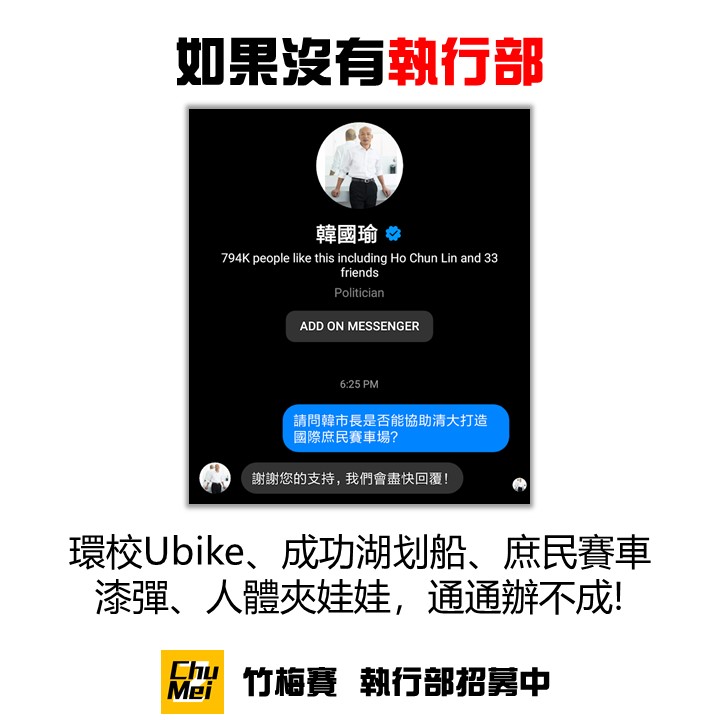 如果沒有執行部
韓國瑜
794K people like this including Ho Chun Lin and 33
friends
Politician
ADD ON MESSENGER
6:25 PM
請問韓市長是否能協助清大打造
國際庶民賽車場?
謝謝您的支持，我們會盡快回覆！
環校Ubike、成功湖划船、庶民賽車
漆彈、人體夾娃娃，通通辦不成!
Chu
Mei
竹梅賽 執行部招募中